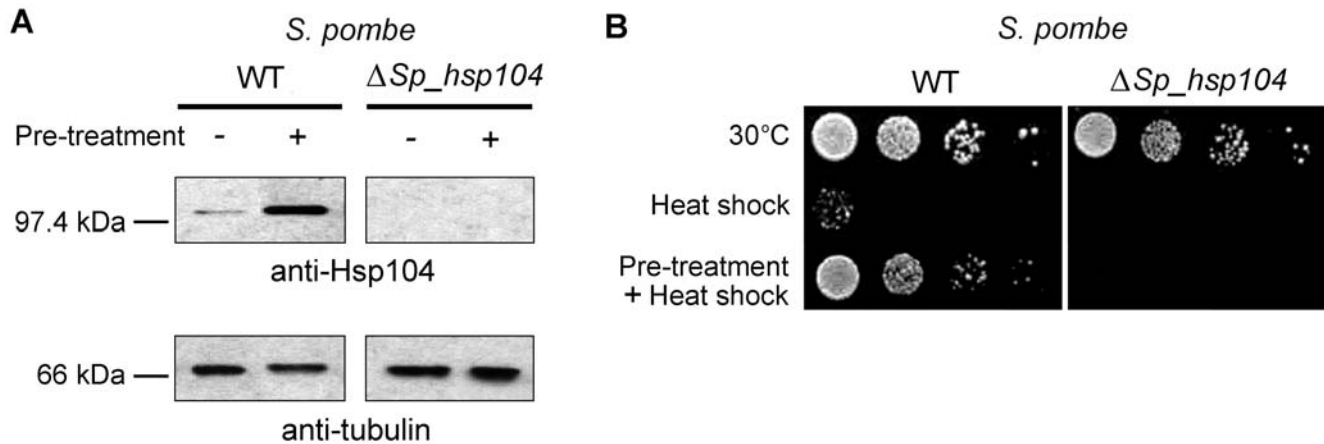 A
S. pombe
WT
ΔSp_hsp104
Pre-treatment - + - +
97.4 kDa
anti-Hsp104
66 kDa
anti-tubulin
B
S. pombe
WT
ΔSp_hsp104
30°C
Heat shock
Pre-treatment
+ Heat shock